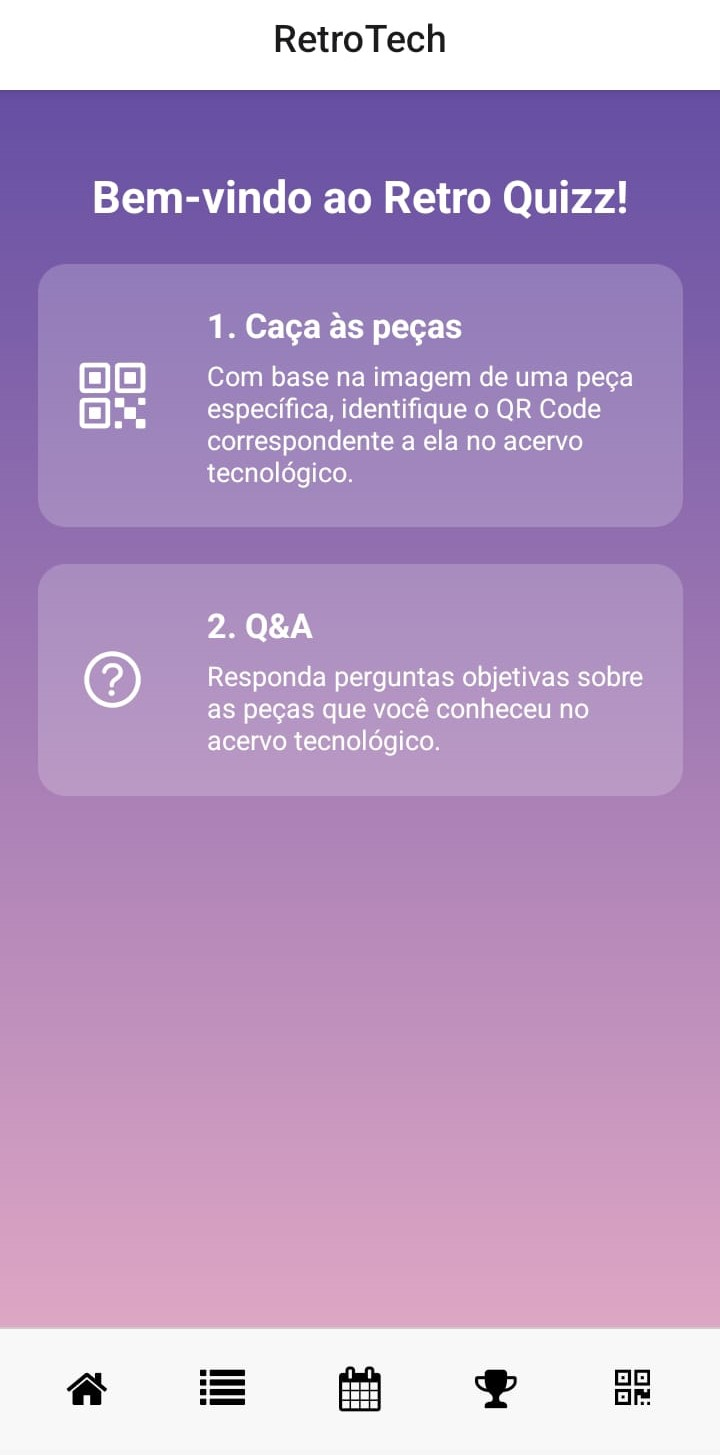 RetroTech
Bem-vindo ao Retro Quizz!
1. Caça às peças
Com base na imagem de uma peça
específica, identifique o QR Code
correspondente a ela no acervo
tecnológico.
2. Q&A
Responda perguntas objetivas sobre
as peças que você conheceu no
acervo tecnológico.